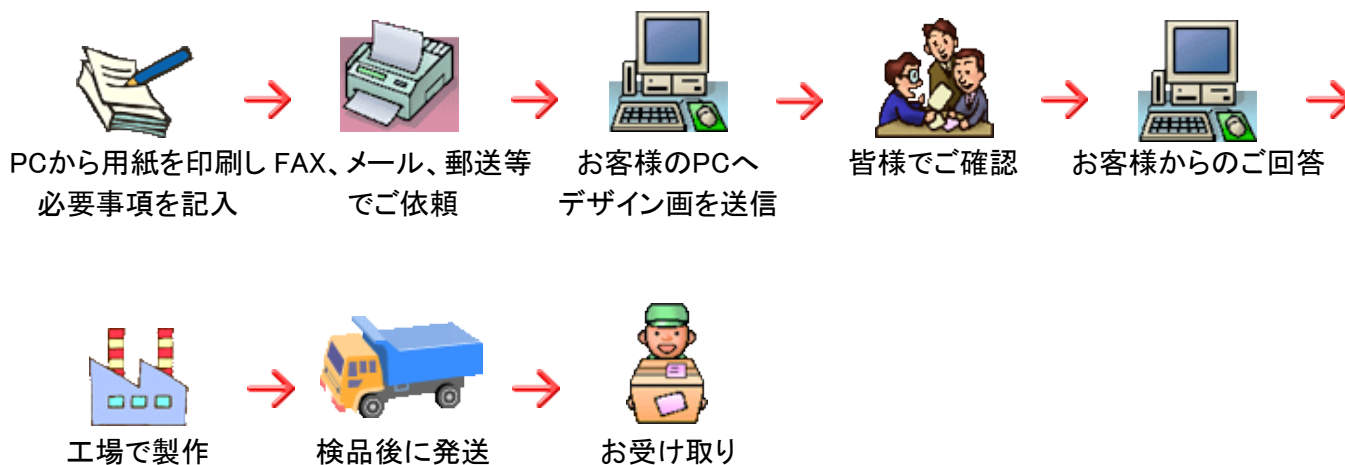 PCから用紙を印刷し
必要事項を記入
FAX、メール、郵送等
でご依頼
お客様のPCへ
デザイン画を送信
皆様でご確認
お客様からのご回答
工場で製作
検品後に発送
お受け取り